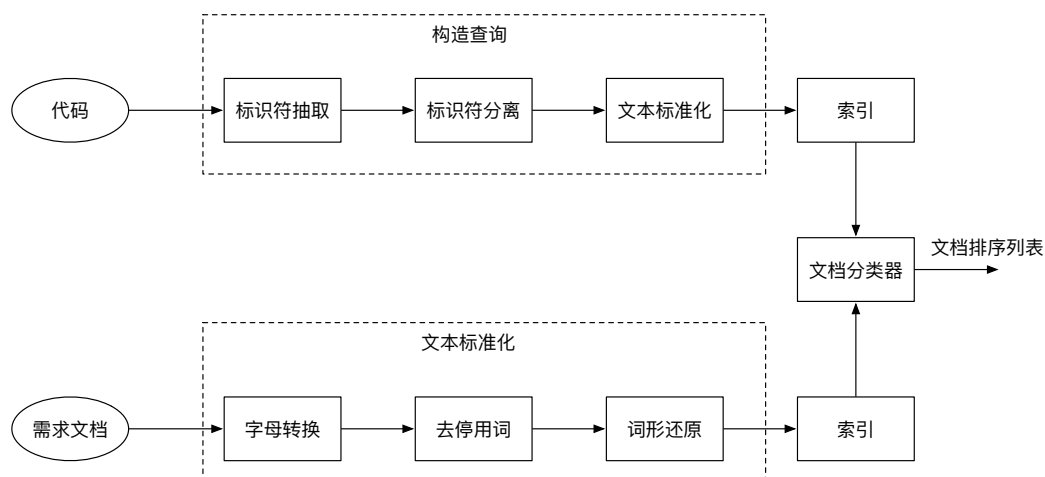 构造查询
代码
标识符抽取
标识符分离
文本标准化
索引
文档分类器
文档排序列表
文本标准化
需求文档
字母转换
去停用词
词形还原
索引